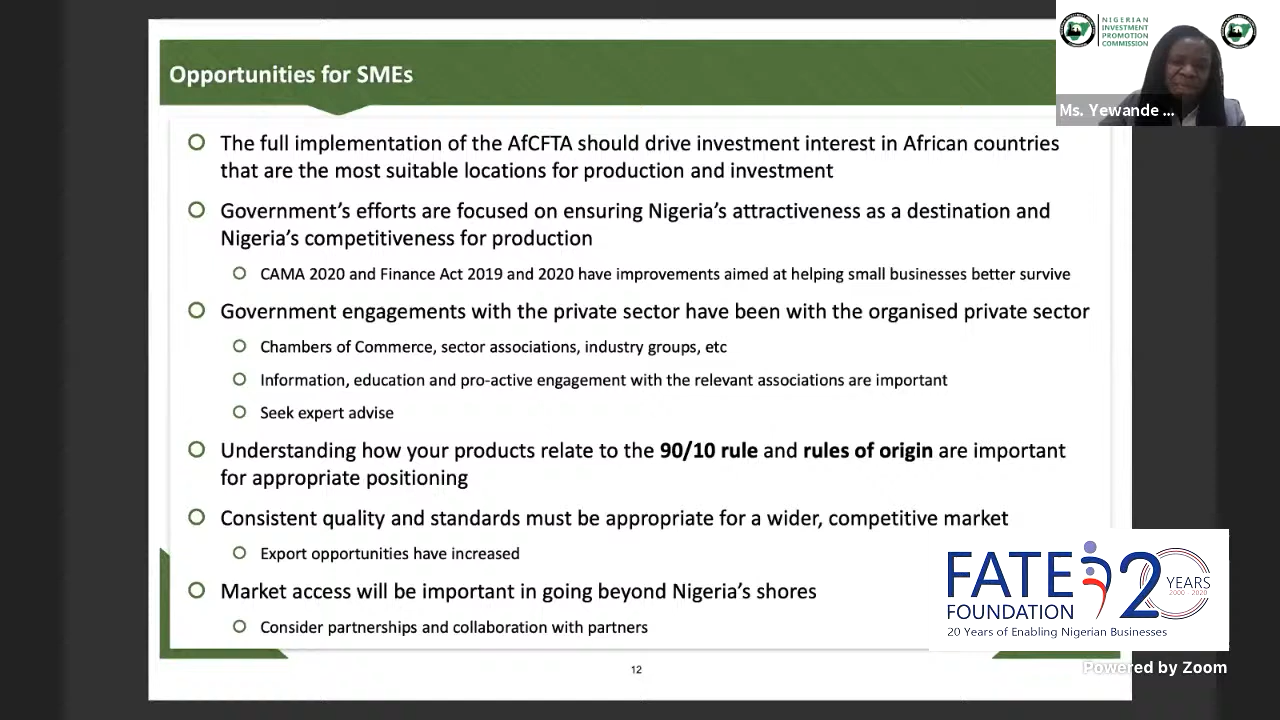 Opportunities for SMEs
The full implementation of the AfCFTA should drive investment interest in African countries
that are the most suitable locations for production and investment
Government's efforts are focused on ensuring Nigeria's attractiveness as a destination and
Nigeria's competitiveness for production
CAMA 2020 and Finance Act 2019 and 2020 have improvements aimed at helping small businesses better survive
Government engagements with the private sector have been with the organised private sector
Chambers of Commerce, sector associations, industry groups, etc
Information, education and pro-active engagement with the relevant associations are important
Seek expert advise
Understanding how your products relate to the 90/10 rule and rules of origin are important
for appropriate positioning
Consistent quality and standards must be appropriate for a wider, competitive market
Export opportunities have increased
Market access will be important in going beyond Nigeria's shores
Consider partnerships and collaboration with partners
12
NIGERIAN
INVESTMENT
PROMOTION
COMMISSION
Ms. Yewande ...
FATE 20 YEARS
2000 - 2020
FOUNDATION
20 Years of Enabling Nigerian Businesses
Powered by Zoom